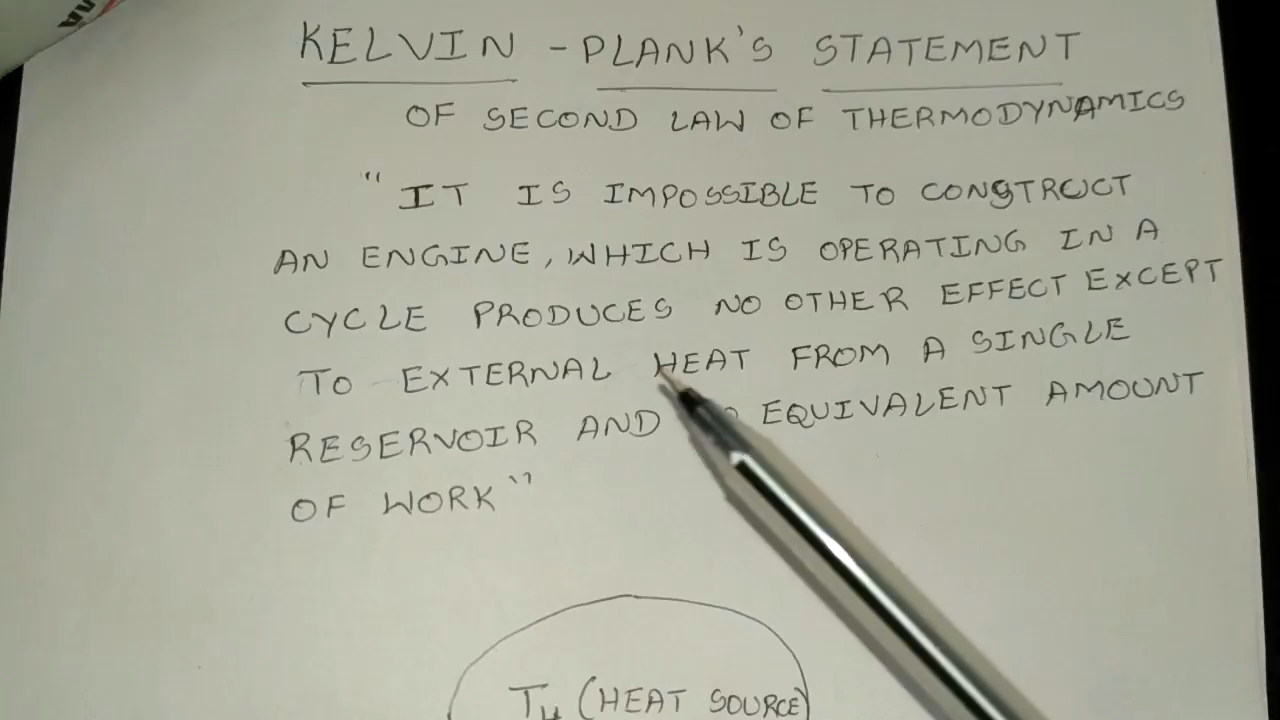 KELVIN - PLANK'S STATEMENT
OF SECOND LAW OF THERMODYNAMICS
"IT IS IMPOSSIBLE TO CONSTRUCT
AN ENGINE, WHICH IS OPERATING IN A
CYCLE PRODUCES NO OTHER EFFECT EXCEPT
TO EXTERNAL HEAT FROM A SINGLE
RESERVOIR AND EQUIVALENT AMOUNT
OF WORK"
TH (HEAT SOURCE)